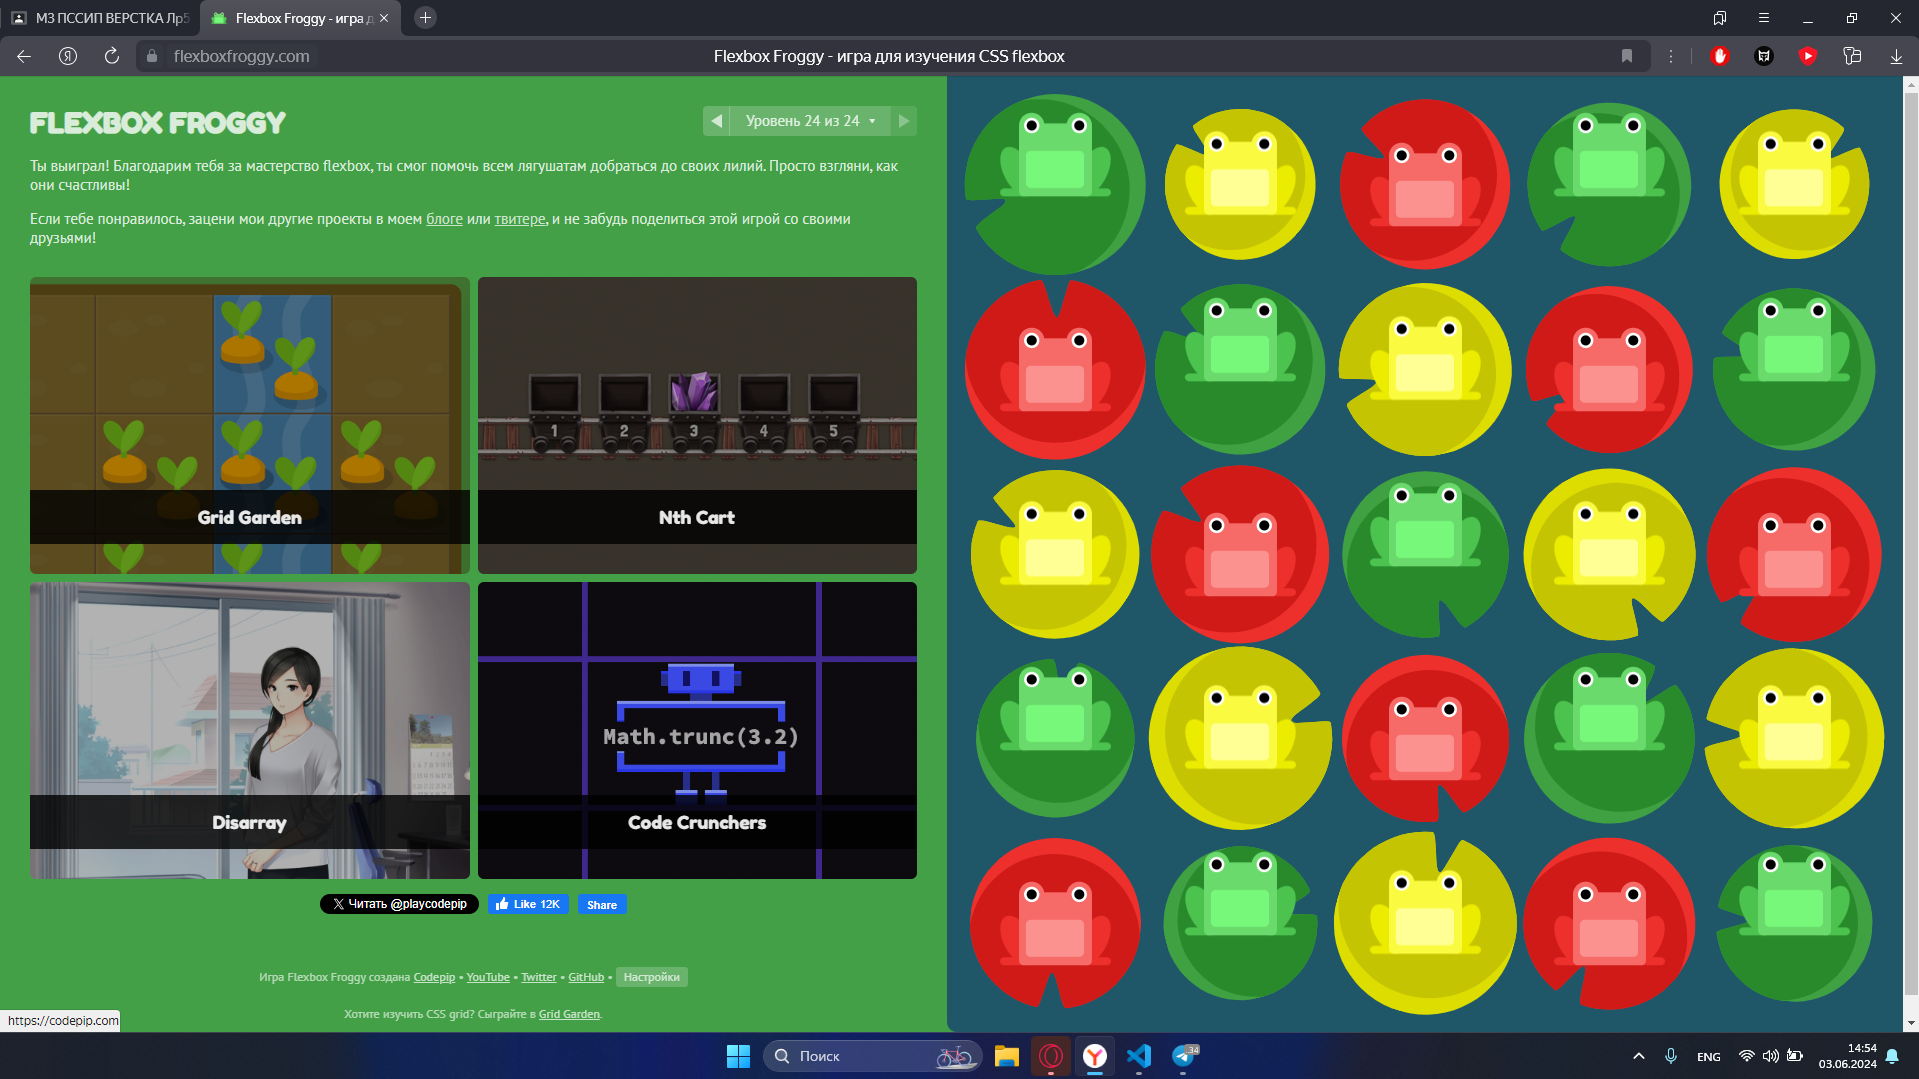 МЗ ПССИП ВЕРСТКА Лр5
Flexbox Froggy - игра д
flexboxfroggy.com
Flexbox Froggy - игра для изучения CSS flexbox
FLEXBOX FROGGY
Уровень 24 из 24
Ты выиграл! Благодарим тебя за мастерство flexbox, ты смог помочь всем лягушатам добраться до своих лилий. Просто взгляни, как
они счастливы!
Если тебе понравилось, зацени мои другие проекты в моем блоге или твитере, и не забудь поделиться этой игрой со своими
друзьями!
1 2 3 4 5
Grid Garden
Nth Cart
Math.trunc(3.2)
Disarray
Code Crunchers
Читать @playcodepip
Like 12K
Share
Игра Flexbox Froggy создана Codepip • YouTube • Twitter • GitHub • Настройки
Хотите изучить CSS grid? Сыграйте в Grid Garden.
https://codepip.com
Поиск
34
ENG
14:54
03.06.2024